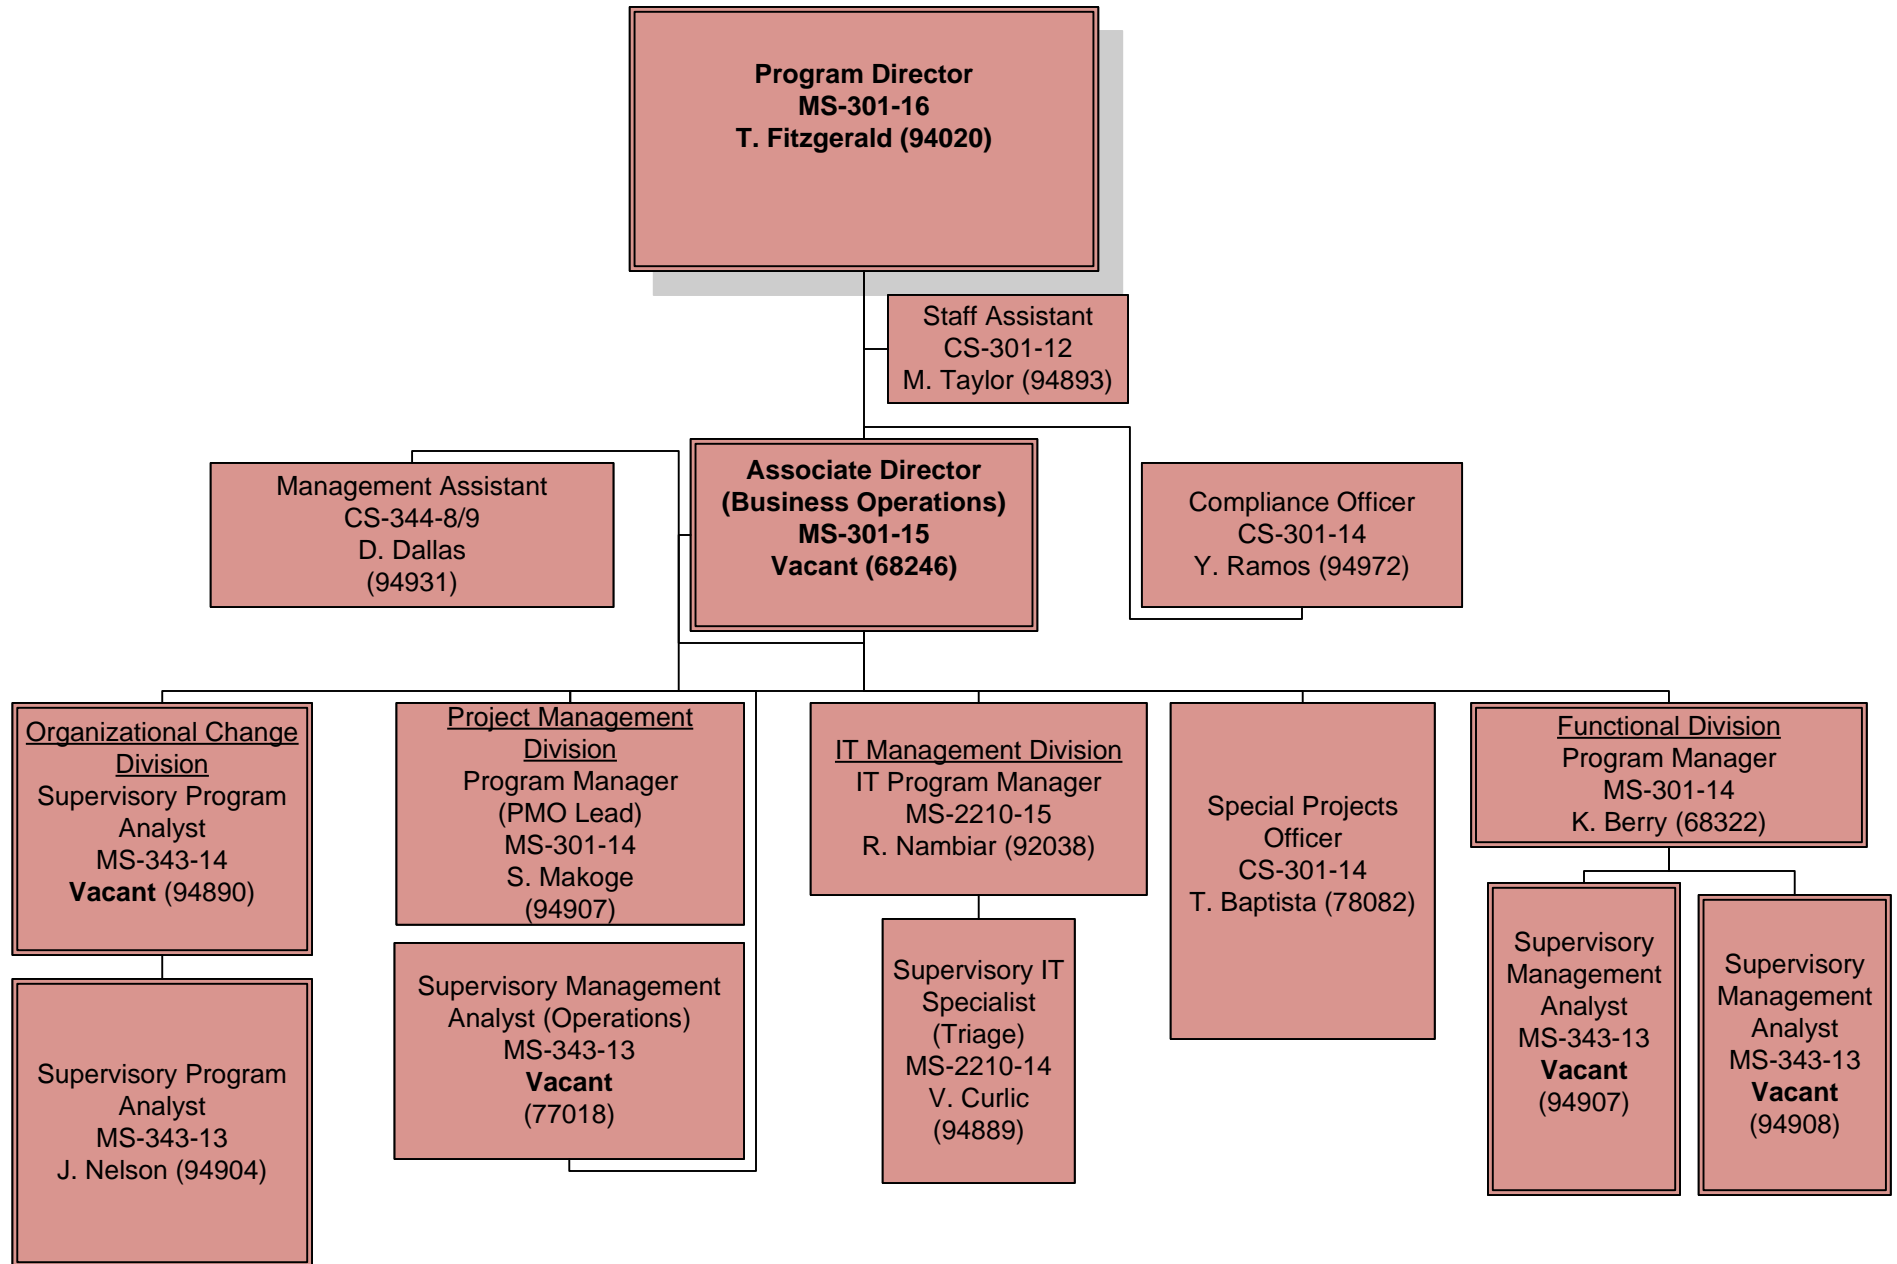 Program Director
MS-301-16
T. Fitzgerald (94020)
Staff Assistant
CS-301-12
M. Taylor (94893)
Management Assistant
CS-344-8/9
D. Dallas
(94931)
Associate Director
(Business Operations)
MS-301-15
Vacant (68246)
Compliance Officer
CS-301-14
Y. Ramos (94972)
Organizational Change
Division
Supervisory Program
Analyst
MS-343-14
Vacant (94890)
Project Management
Division
Program Manager
(PMO Lead)
MS-301-14
S. Makoge
(94907)
IT Management Division
IT Program Manager
MS-2210-15
R. Nambiar (92038)
Special Projects
Officer
CS-301-14
T. Baptista (78082)
Functional Division
Program Manager
MS-301-14
K. Berry (68322)
Supervisory Program
Analyst
MS-343-13
J. Nelson (94904)
Supervisory Management
Analyst (Operations)
MS-343-13
Vacant
(77018)
Supervisory IT
Specialist
(Triage)
MS-2210-14
V. Curlic
(94889)
Supervisory
Management
Analyst
MS-343-13
Vacant
(94907)
Supervisory
Management
Analyst
MS-343-13
Vacant
(94908)